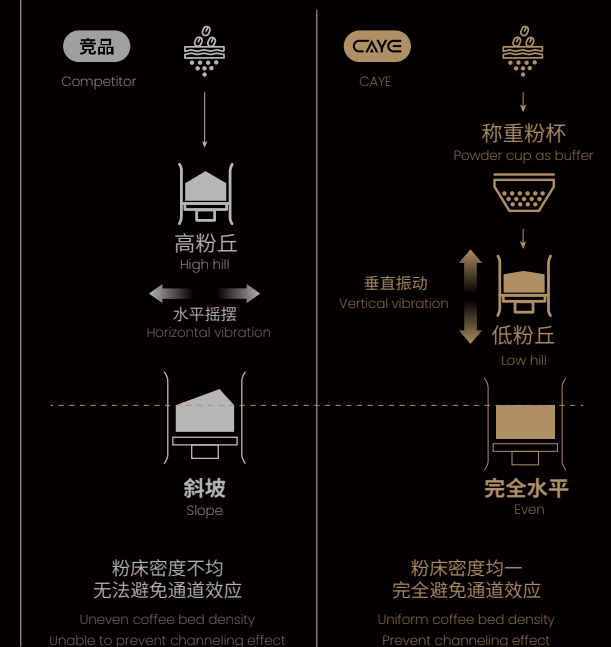 竞品
Competitor
高粉丘
High hill
水平摇摆
Horizontal vibration
斜坡
Slope
粉床密度不均
无法避免通道效应
Uneven coffee bed density
Unable to prevent channeling effect
CAYE
CAYE
称重粉杯
Powder cup as buffer
垂直振动
Vertical vibration
低粉丘
Low hill
完全水平
Even
粉床密度均一
完全避免通道效应
Uniform coffee bed density
Prevent channeling effect